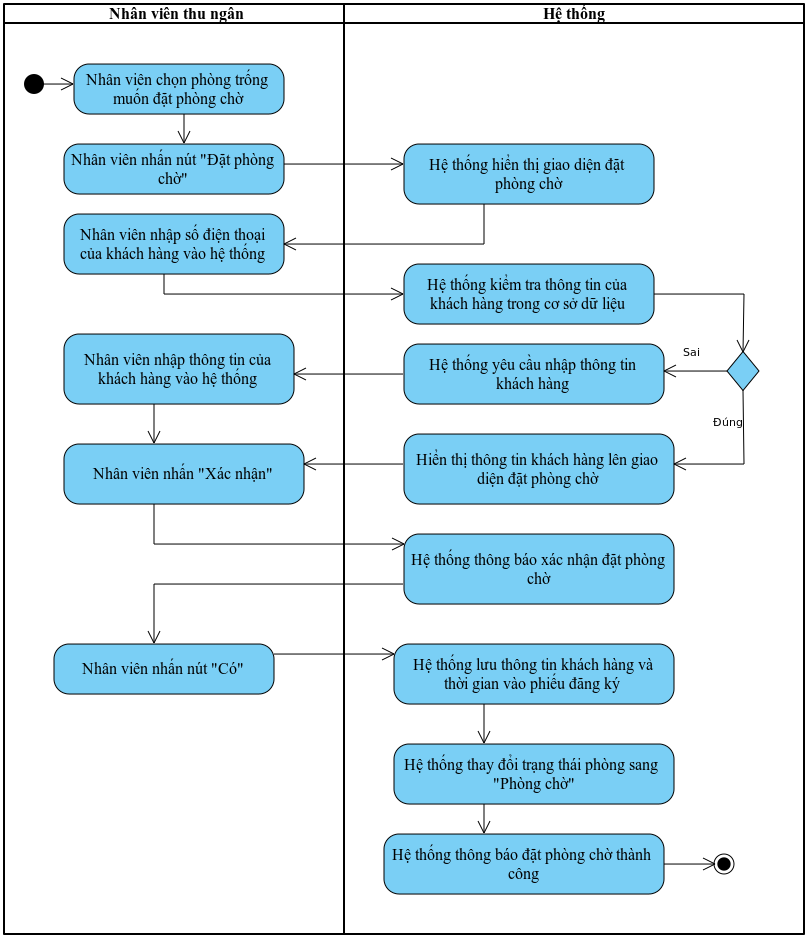 Nhân viên thu ngân
Hệ thống
Nhân viên chọn phòng trống
muốn đặt phòng chờ
Nhân viên nhấn nút "Đặt phòng
chờ"
Hệ thống hiển thị giao diện đặt
phòng chờ
Nhân viên nhập số điện thoại
của khách hàng vào hệ thống
Hệ thống kiểm tra thông tin của
khách hàng trong cơ sở dữ liệu
Sai
Hệ thống yêu cầu nhập thông tin
khách hàng
Nhân viên nhập thông tin của
khách hàng vào hệ thống
Đúng
Hiển thị thông tin khách hàng lên giao
diện đặt phòng chờ
Nhân viên nhấn "Xác nhận"
Hệ thống thông báo xác nhận đặt phòng
chờ
Nhân viên nhấn nút "Có"
Hệ thống lưu thông tin khách hàng và
thời gian vào phiếu đăng ký
Hệ thống thay đổi trạng thái phòng sang
"Phòng chờ"
Hệ thống thông báo đặt phòng chờ thành
công